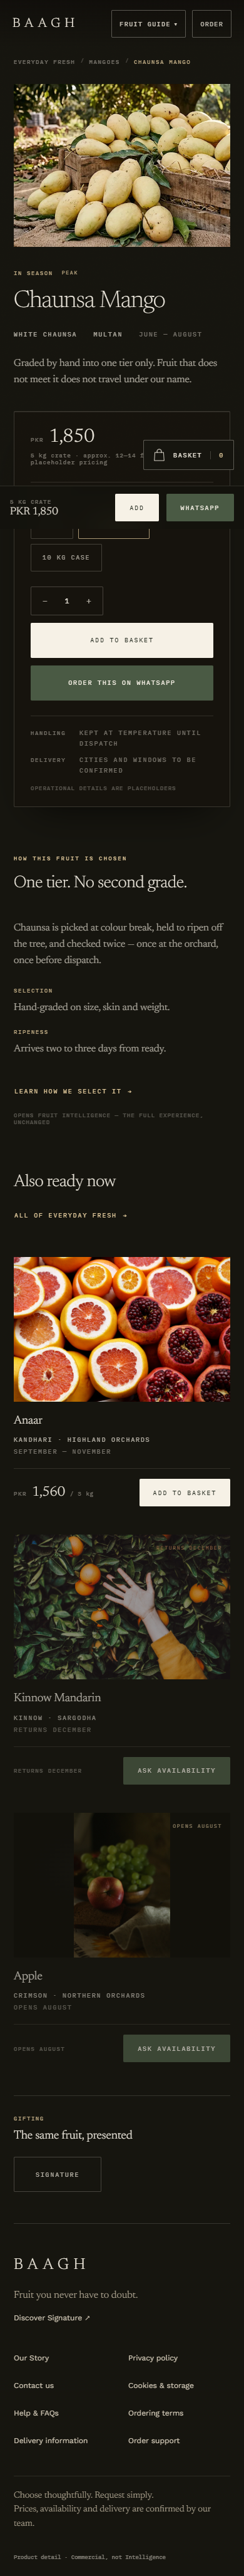 BAAGH
FRUIT GUIDE ▾
ORDER
EVERYDAY FRESH / MANGOES / CHAUNSA MANGO
IN SEASON PEAK
Chaunsa Mango
WHITE CHAUNSA MULTAN JUNE — AUGUST
Graded by hand into one tier only. Fruit that does
not meet it does not travel under our name.
PKR 1,850
5 kg crate · approx. 12–14
placeholder pricing
BASKET 0
5 KG CRATE
PKR 1,850
ADD
WHATSAPP
10 KG CASE
− 1 +
ADD TO BASKET
ORDER THIS ON WHATSAPP
HANDLING KEPT AT TEMPERATURE UNTIL
DISPATCH
DELIVERY CITIES AND WINDOWS TO BE
CONFIRMED
OPERATIONAL DETAILS ARE PLACEHOLDERS
HOW THIS FRUIT IS CHOSEN
One tier. No second grade.
Chaunsa is picked at colour break, held to ripen off
the tree, and checked twice — once at the orchard,
once before dispatch.
SELECTION
Hand-graded on size, skin and weight.
RIPENESS
Arrives two to three days from ready.
LEARN HOW WE SELECT IT →
OPENS FRUIT INTELLIGENCE — THE FULL EXPERIENCE,
UNCHANGED
Also ready now
ALL OF EVERYDAY FRESH →
Anaar
KANDHARI · HIGHLAND ORCHARDS
SEPTEMBER — NOVEMBER
PKR 1,560 / 3 kg
ADD TO BASKET
RETURNS DECEMBER
Kinnow Mandarin
KINNOW · SARGODHA
RETURNS DECEMBER
RETURNS DECEMBER
ASK AVAILABILITY
OPENS AUGUST
Apple
CRIMSON · NORTHERN ORCHARDS
OPENS AUGUST
OPENS AUGUST
ASK AVAILABILITY
GIFTING
The same fruit, presented
SIGNATURE
BAAGH
Fruit you never have to doubt.
Discover Signature ↗
Our Story
Privacy policy
Contact us
Cookies & storage
Help & FAQs
Ordering terms
Delivery information
Order support
Choose thoughtfully. Request simply.
Prices, availability and delivery are confirmed by our
team.
Product detail · Commercial, not Intelligence